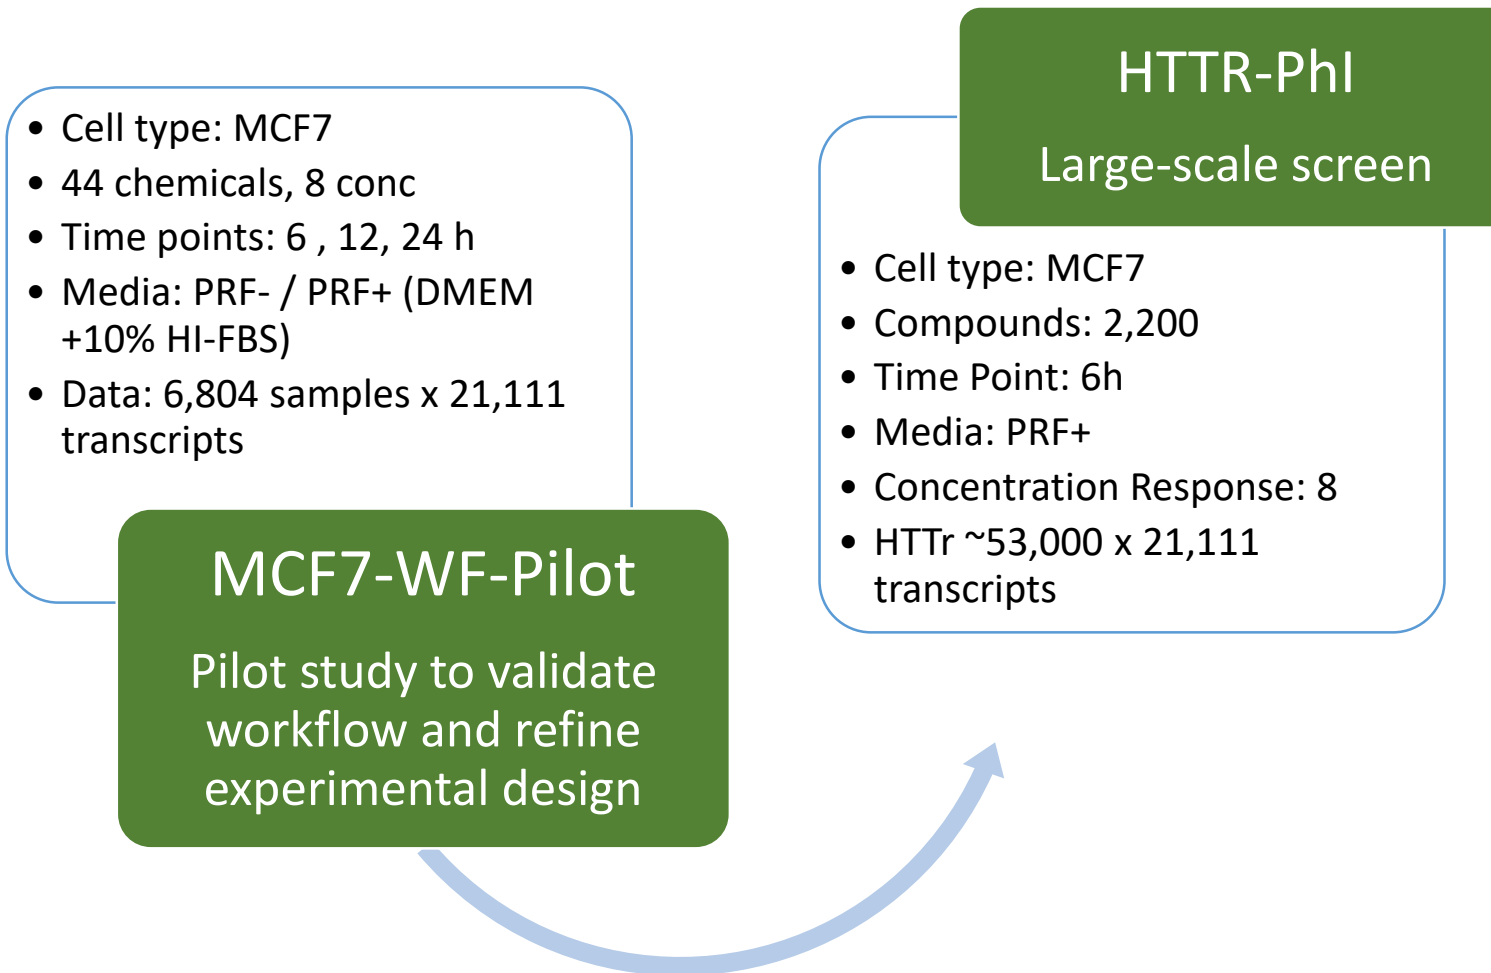 • Cell type: MCF7
• 44 chemicals, 8 conc
• Time points: 6 , 12, 24 h
• Media: PRF- / PRF+ (DMEM
+10% HI-FBS)
• Data: 6,804 samples x 21,111
transcripts
MCF7-WF-Pilot
Pilot study to validate
workflow and refine
experimental design
HTTR-PhI
Large-scale screen
• Cell type: MCF7
• Compounds: 2,200
• Time Point: 6h
• Media: PRF+
• Concentration Response: 8
• HTTr ~53,000 x 21,111
transcripts